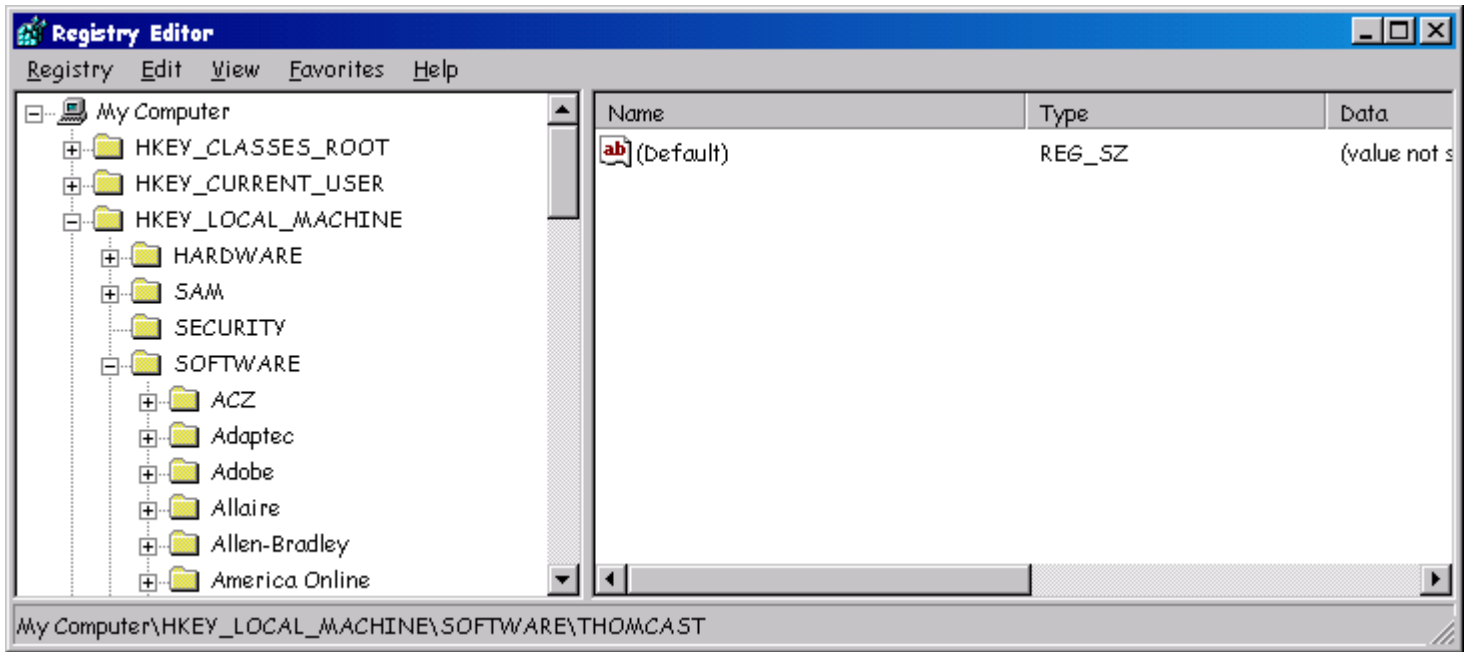 Registry Editor
Registry Edit View Favorites Help
My Computer
HKEY_CLASSES_ROOT
HKEY_CURRENT_USER
HKEY_LOCAL_MACHINE
HARDWARE
SAM
SECURITY
SOFTWARE
ACZ
Adaptec
Adobe
Allaire
Allen-Bradley
America Online
Name Type Data
ab (Default) REG_SZ (value not s
My Computer\HKEY_LOCAL_MACHINE\SOFTWARE\THOMCAST